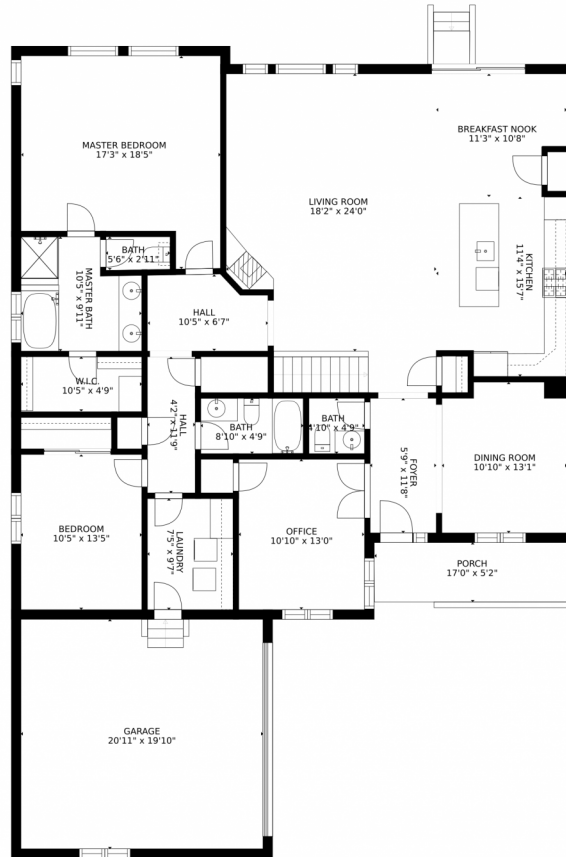 MASTER BEDROOM
17'3" x 18'5"
BREAKFAST NOOK
11'3" x 10'8"
LIVING ROOM
18'2" x 24'0"
BATH
5'6" x 2'11"
KITCHEN
11'4" x 15'7"
MASTER BATH
10'5" x 9'11"
HALL
10'5" x 6'7"
W.I.C.
10'5" x 4'9"
HALL
4'2" x 11'9"
BATH
8'10" x 4'9"
BATH
4'10" x 4'9"
FOYER
5'9" x 11'8"
DINING ROOM
10'10" x 13'1"
BEDROOM
10'5" x 13'5"
LAUNDRY
7'5" x 9'7"
OFFICE
10'10" x 13'0"
PORCH
17'0" x 5'2"
GARAGE
20'11" x 19'10"